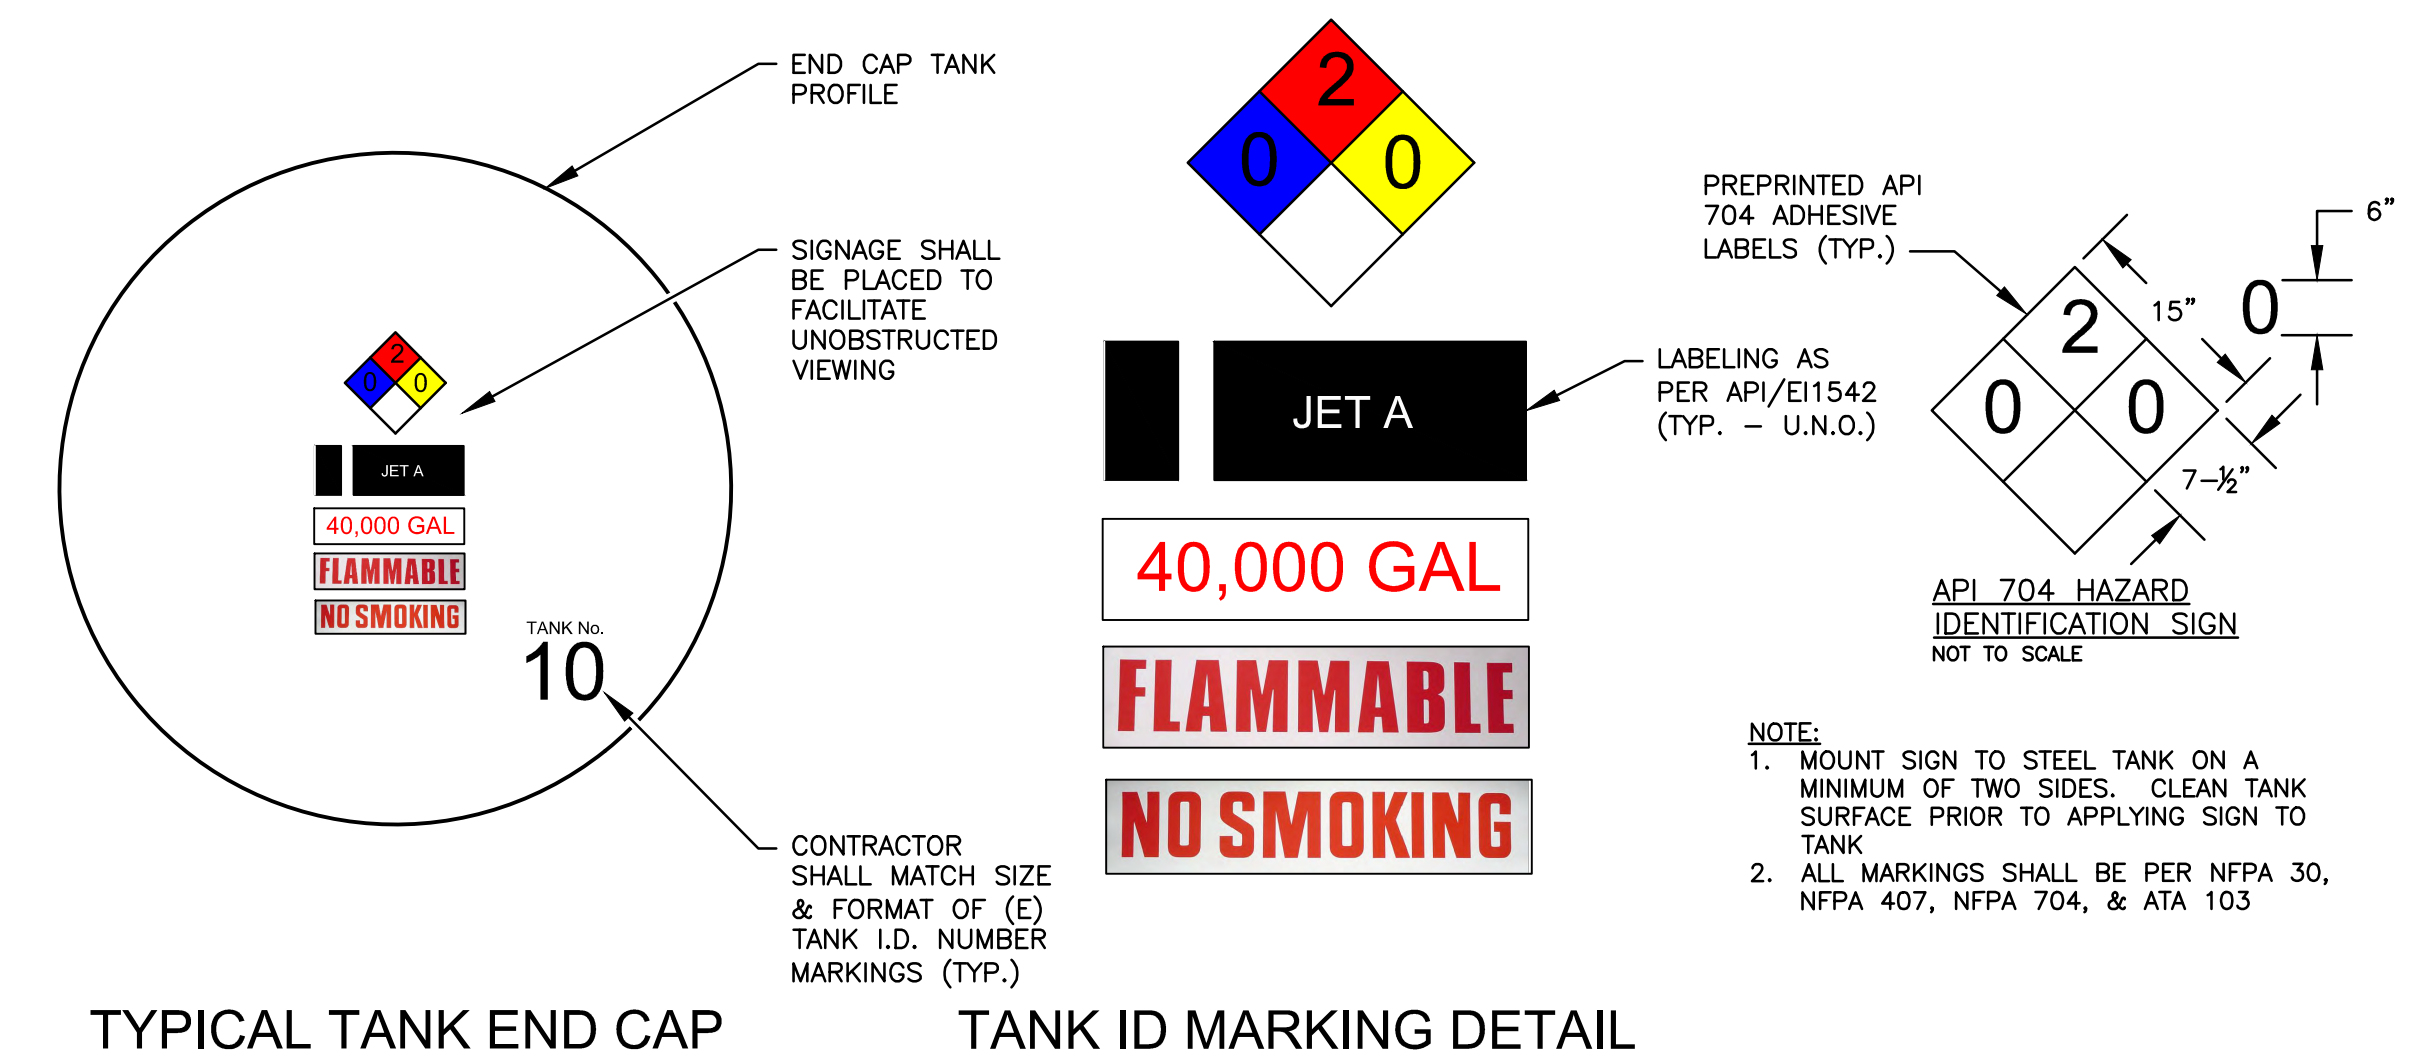 END CAP TANK
PROFILE
SIGNAGE SHALL
BE PLACED TO
FACILITATE
UNOBSTRUCTED
VIEWING
2
0 0
JET A
40,000 GAL
FLAMMABLE
NO SMOKING
TANK No.
10
CONTRACTOR
SHALL MATCH SIZE
& FORMAT OF (E)
TANK I.D. NUMBER
MARKINGS (TYP.)
TYPICAL TANK END CAP
2
0 0
JET A
40,000 GAL
FLAMMABLE
NO SMOKING
LABELING AS
PER API/EI1542
(TYP. – U.N.O.)
TANK ID MARKING DETAIL
PREPRINTED API
704 ADHESIVE
LABELS (TYP.)
2
0 0
15”
0
6”
7–½”
API 704 HAZARD
IDENTIFICATION SIGN
NOT TO SCALE
NOTE:
1. MOUNT SIGN TO STEEL TANK ON A
MINIMUM OF TWO SIDES. CLEAN TANK
SURFACE PRIOR TO APPLYING SIGN TO
TANK
2. ALL MARKINGS SHALL BE PER NFPA 30,
NFPA 407, NFPA 704, & ATA 103